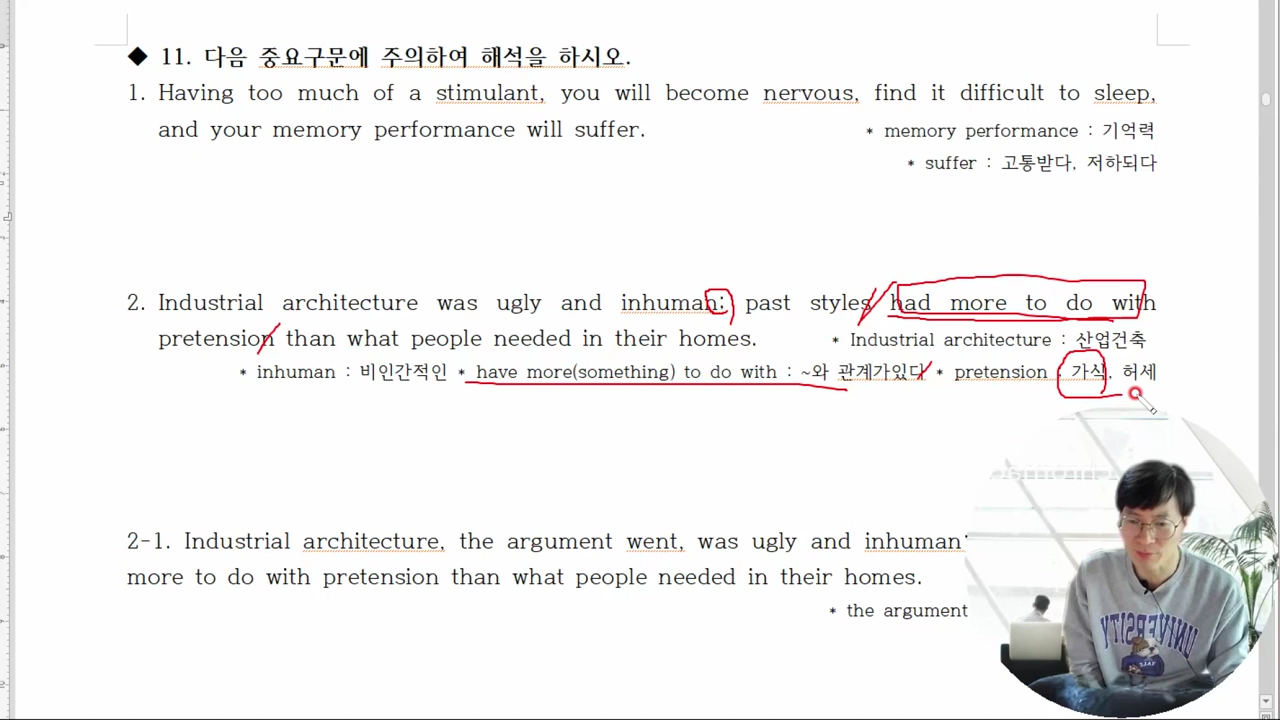 ◆ 11. 다음 중요구문에 주의하여 해석을 하시오.
1. Having too much of a stimulant, you will become nervous, find it difficult to sleep,
and your memory performance will suffer.
* memory performance : 기억력
* suffer : 고통받다, 저하되다
2. Industrial architecture was ugly and inhuman: past styles had more to do with
pretension than what people needed in their homes.
* Industrial architecture : 산업건축
* inhuman : 비인간적인 * have more(something) to do with : ~와 관계가있다 * pretension : 가식, 허세
2-1. Industrial architecture, the argument went, was ugly and inhuman:
more to do with pretension than what people needed in their homes.
* the argument
UNIVERSITY
YALE